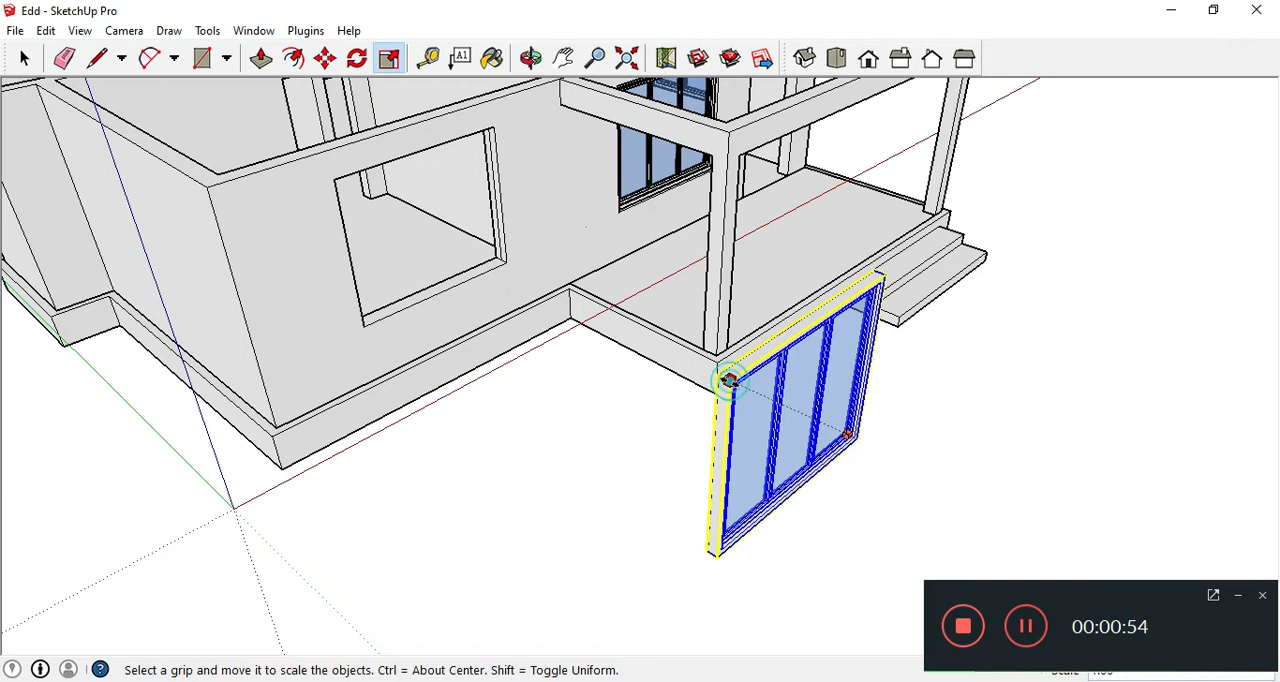 Edd - SketchUp Pro
File Edit View Camera Draw Tools Window Plugins Help
A1
Select a grip and move it to scale the objects. Ctrl = About Center. Shift = Toggle Uniform.
00:00:54